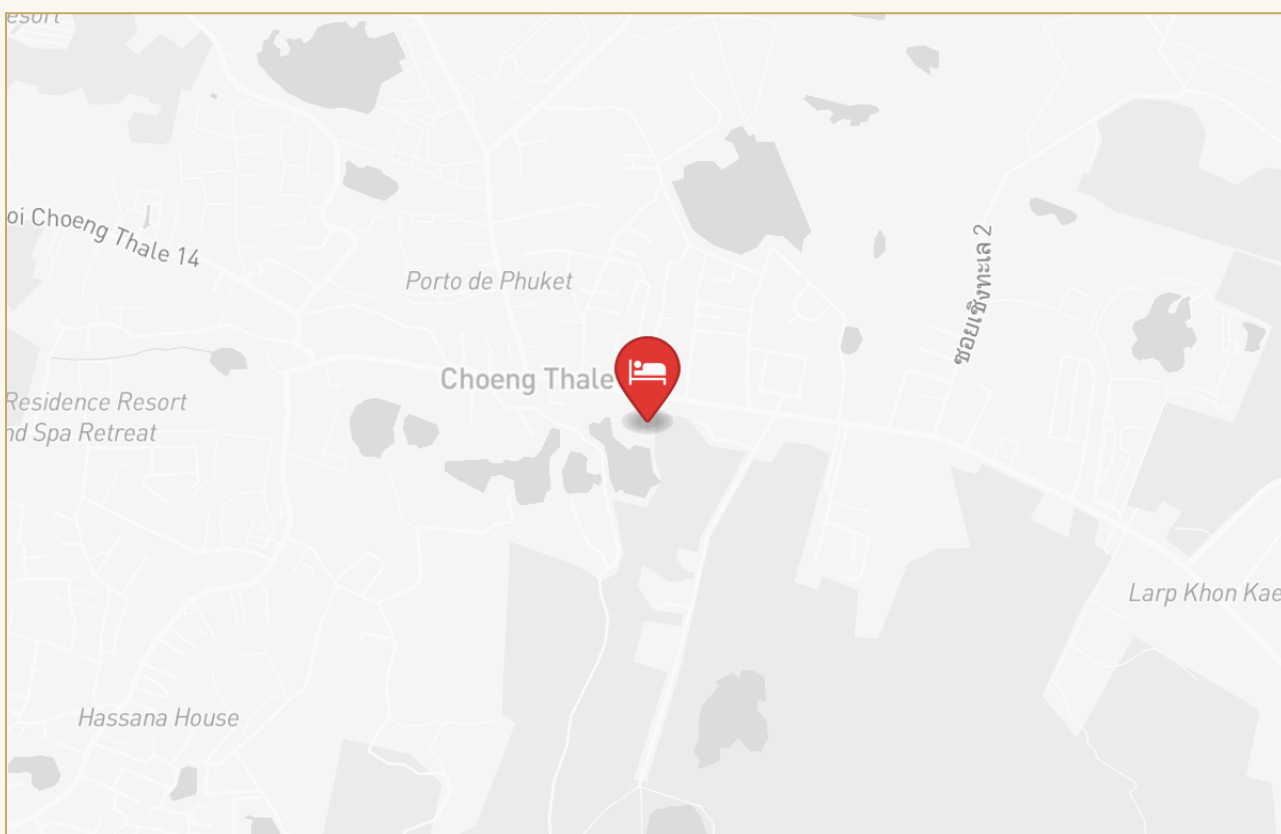 esort
oi Choeng Thale 14
ซอยเชิงทะเล 2
Porto de Phuket
Choeng Thale
Residence Resort
nd Spa Retreat
Larp Khon Kae
Hassana House